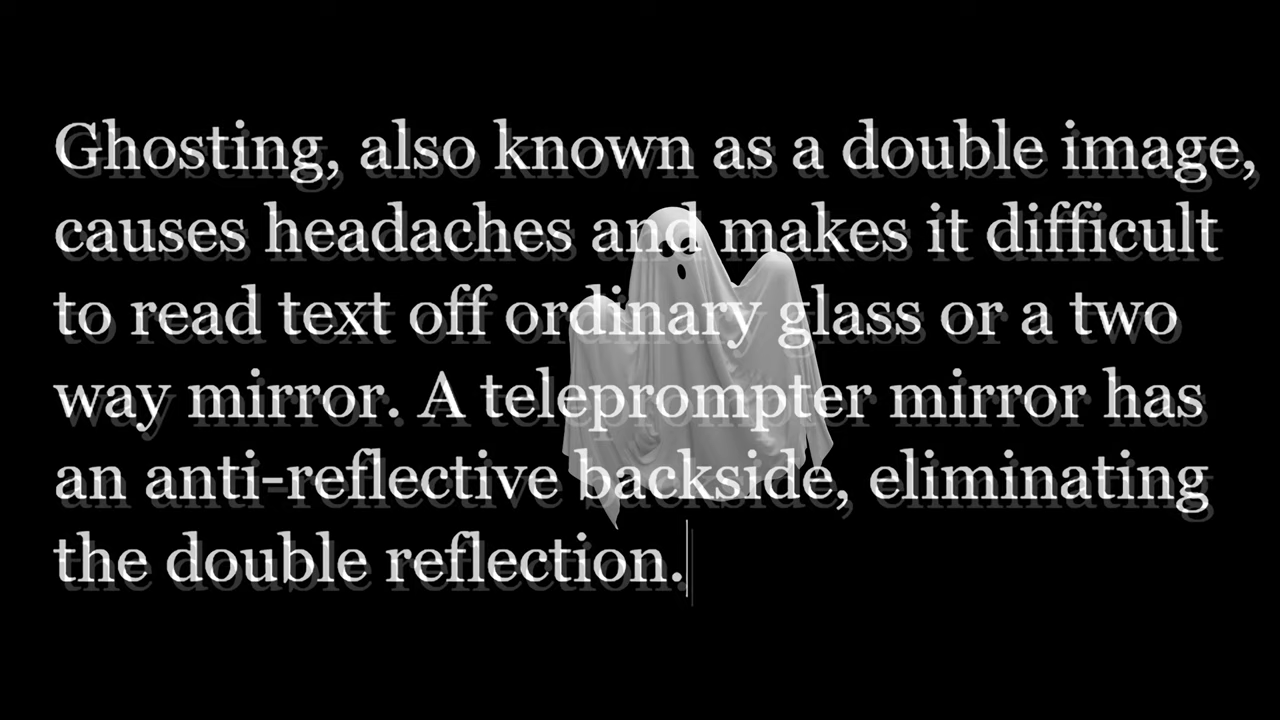 Ghosting, also known as a double image,
causes headaches and makes it difficult
to read text off ordinary glass or a two
way mirror. A teleprompter mirror has
an anti-reflective backside, eliminating
the double reflection.